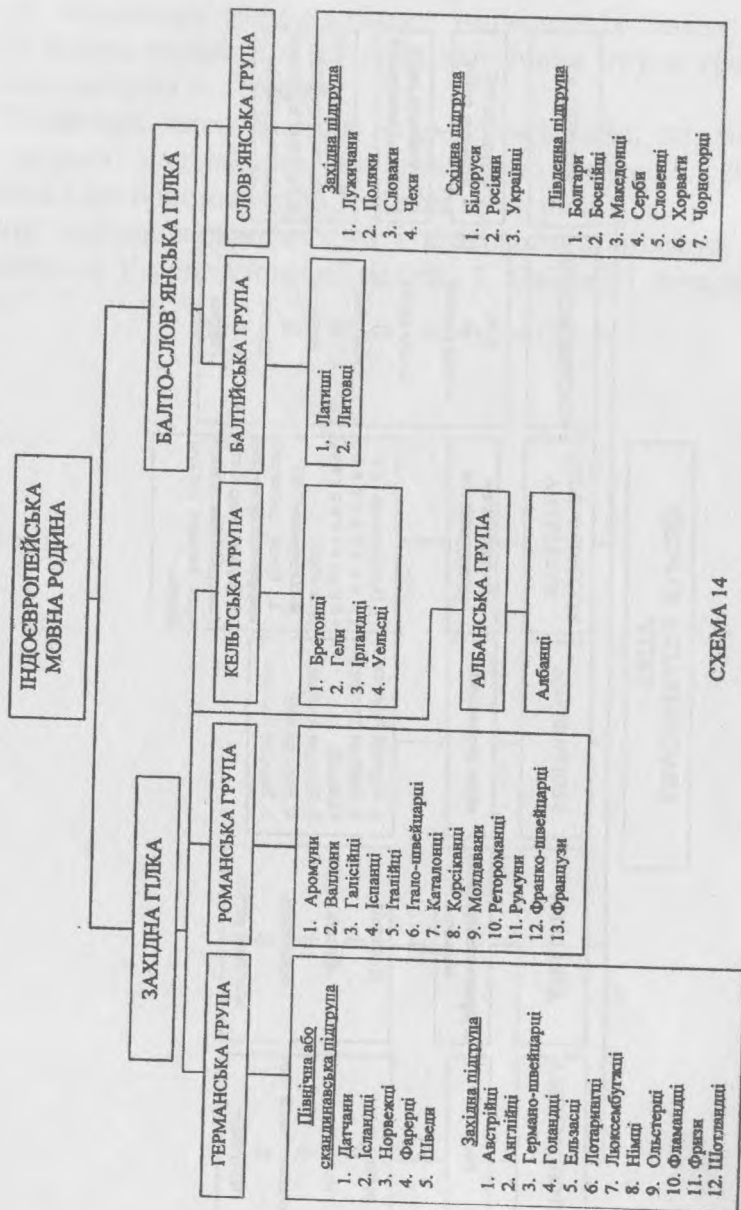 ІНДОЄВРОПЕЙСЬКА
МОВНА РОДИНА
ЗАХІДНА ГІЛКА
БАЛТО-СЛОВ`ЯНСЬКА ГІЛКА
ГЕРМАНСЬКА ГРУПА
РОМАНСЬКА ГРУПА
КЕЛЬТСЬКА ГРУПА
БАЛТІЙСЬКА ГРУПА
СЛОВ`ЯНСЬКА ГРУПА
Північна або
скандинавська підгрупа
1. Датчани
2. Ісландці
3. Норвежці
4. Фарерці
5. Шведи
Західна підгрупа
1. Австрійці
2. Англійці
3. Германо-швейцарці
4. Голандці
5. Ельзасці
6. Лотарингці
7. Люксембуржці
8. Німці
9. Ольстерці
10. Фламандці
11. Фризи
12. Шотландці
1. Аромуни
2. Валлони
3. Галісійці
4. Іспанці
5. Італійці
6. Італо-швейцарці
7. Каталонці
8. Корсіканці
9. Молдавани
10. Ретороманці
11. Румуни
12. Франко-швейцарці
13. Французи
1. Бретонці
2. Гели
3. Ірландці
4. Уельсці
АЛБАНСЬКА ГРУПА
Албанці
1. Латиші
2. Литовці
Західна підгрупа
1. Лужичани
2. Поляки
3. Словаки
4. Чехи
Східна підгрупа
1. Білоруси
2. Росіяни
3. Українці
Південна підгрупа
1. Болгари
2. Боснійці
3. Македонці
4. Серби
5. Словенці
6. Хорвати
7. Чорногорці
СХЕМА 14